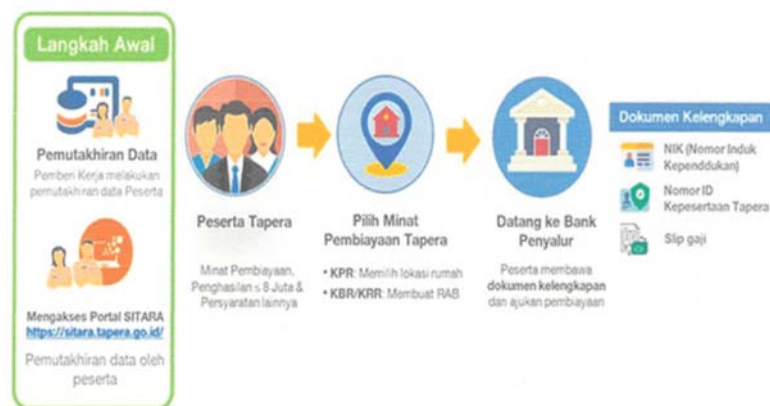 Langkah Awal
Pemutakhiran Data
Pemberi Kerja melakukan
pemutakhiran data Peserta
Mengakses Portal SITARA
https://sitara.tapera.go.id/
Pemutakhiran data oleh
peserta
Peserta Tapera
Minat Pembiayaan,
Penghasilan ≤ 8 Juta &
Persyaratan lainnya
Pilih Minat
Pembiayaan Tapera
• KPR: Memilih lokasi rumah
• KBR/KRR: Membuat RAB
Datang ke Bank
Penyalur
Peserta membawa
dokumen kelengkapan
dan ajukan pembiayaan
Dokumen Kelengkapan
NIK (Nomor Induk
Kependdukan)
Nomor ID
Kepesertaan Tapera
Slip gaji